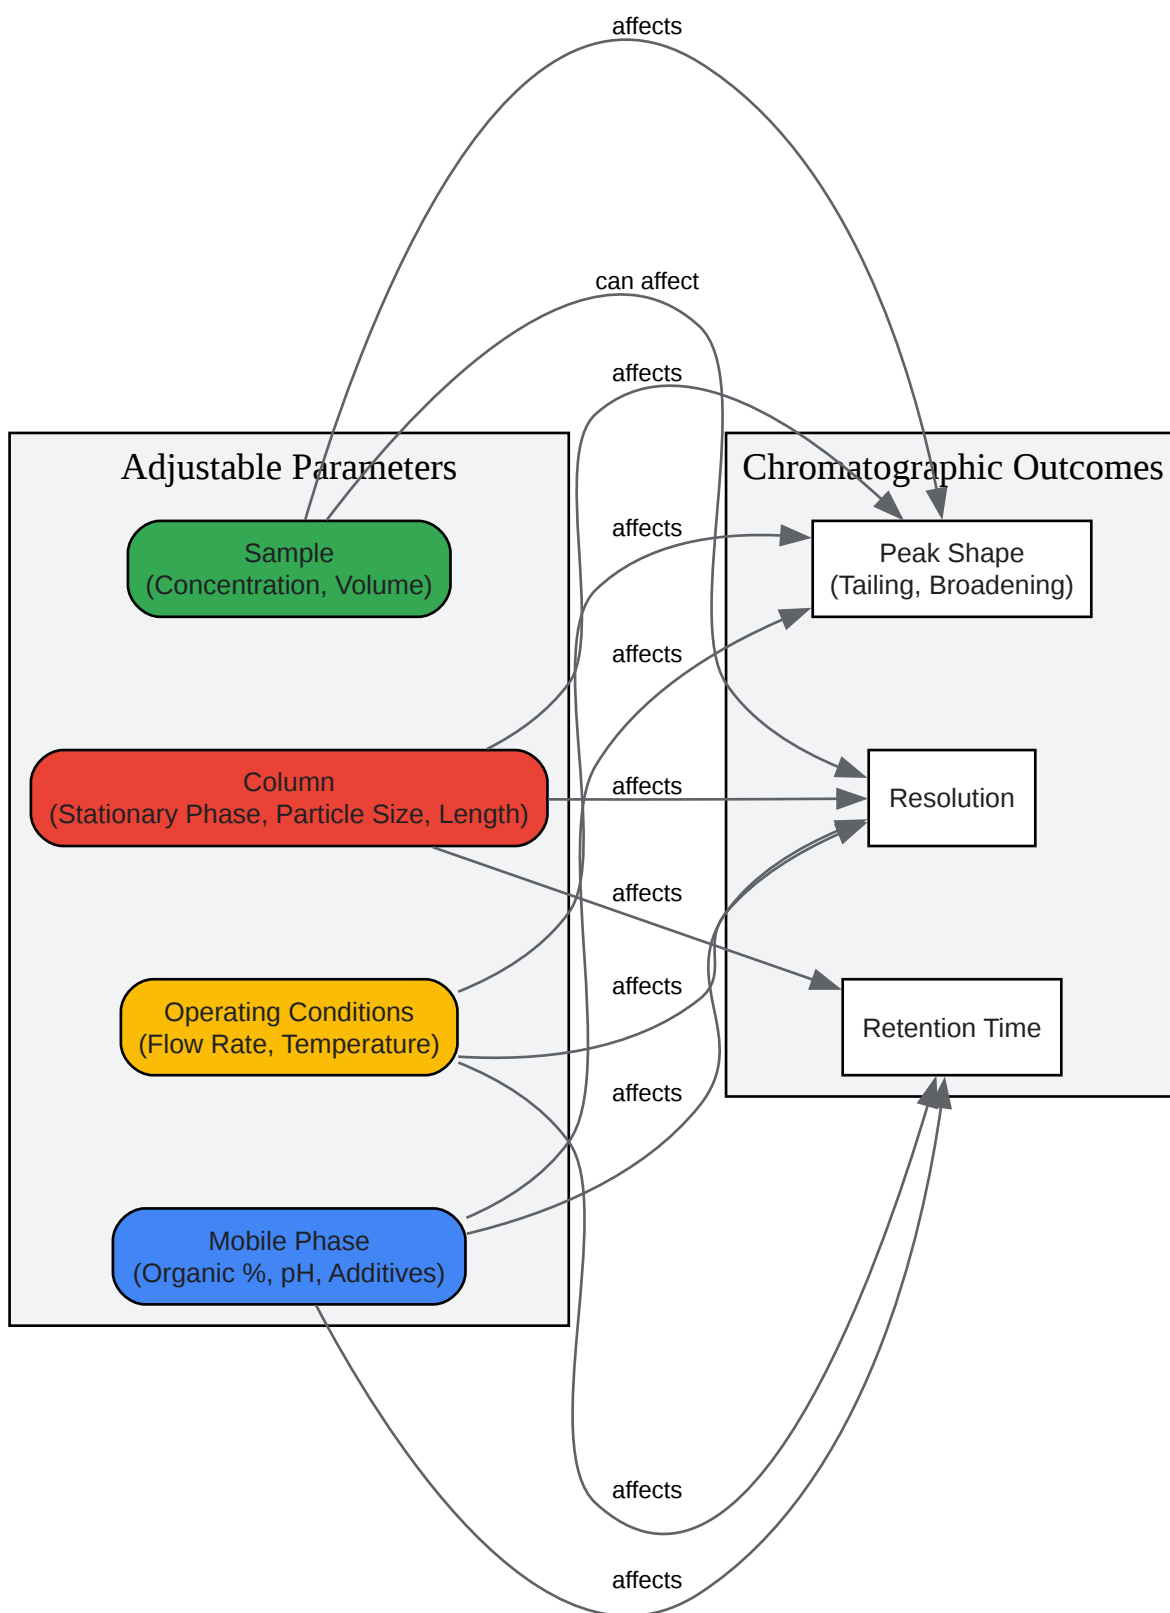 affects
can affect
affects
Adjustable Parameters
Chromatographic Outcomes
Sample
(Concentration, Volume)
affects
Peak Shape
(Tailing, Broadening)
affects
Column
(Stationary Phase, Particle Size, Length)
affects
Resolution
affects
Operating Conditions
(Flow Rate, Temperature)
affects
Retention Time
affects
Mobile Phase
(Organic %, pH, Additives)
affects
affects